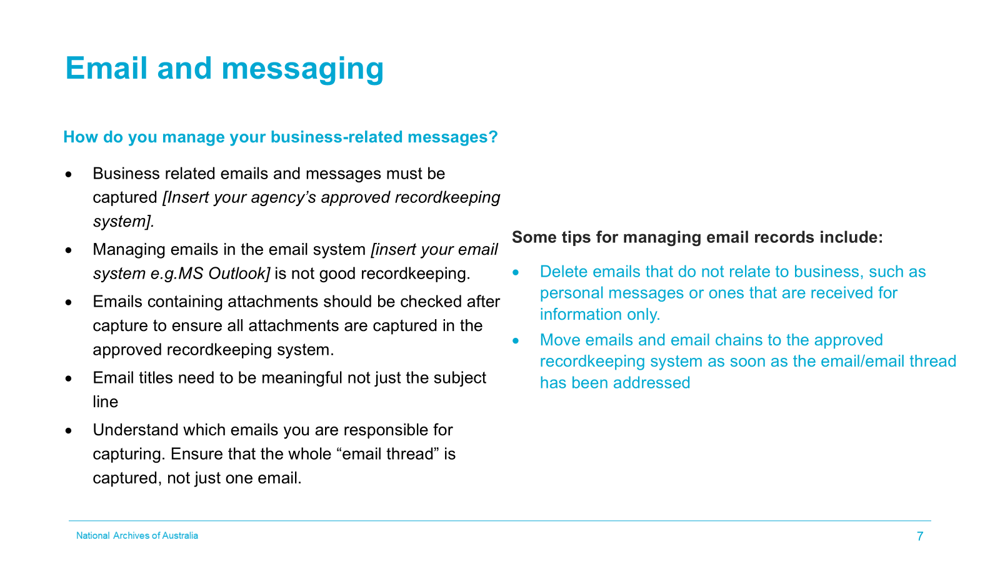 Email and messaging
How do you manage your business-related messages?
• Business related emails and messages must be
captured [Insert your agency’s approved recordkeeping
system].
• Managing emails in the email system [insert your email
system e.g.MS Outlook] is not good recordkeeping.
• Emails containing attachments should be checked after
capture to ensure all attachments are captured in the
approved recordkeeping system.
• Email titles need to be meaningful not just the subject
line
• Understand which emails you are responsible for
capturing. Ensure that the whole “email thread” is
captured, not just one email.
Some tips for managing email records include:
• Delete emails that do not relate to business, such as
personal messages or ones that are received for
information only.
• Move emails and email chains to the approved
recordkeeping system as soon as the email/email thread
has been addressed
National Archives of Australia
7